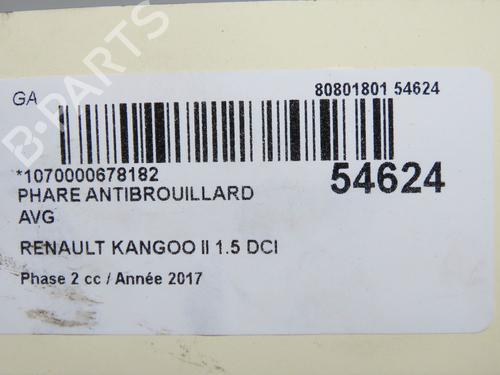 GA
80801801 54624
*1070000678182
54624
PHARE ANTIBROUILLARD
AVG
RENAULT KANGOO II 1.5 DCI
Phase 2 cc / Année 2017
B-PARTS